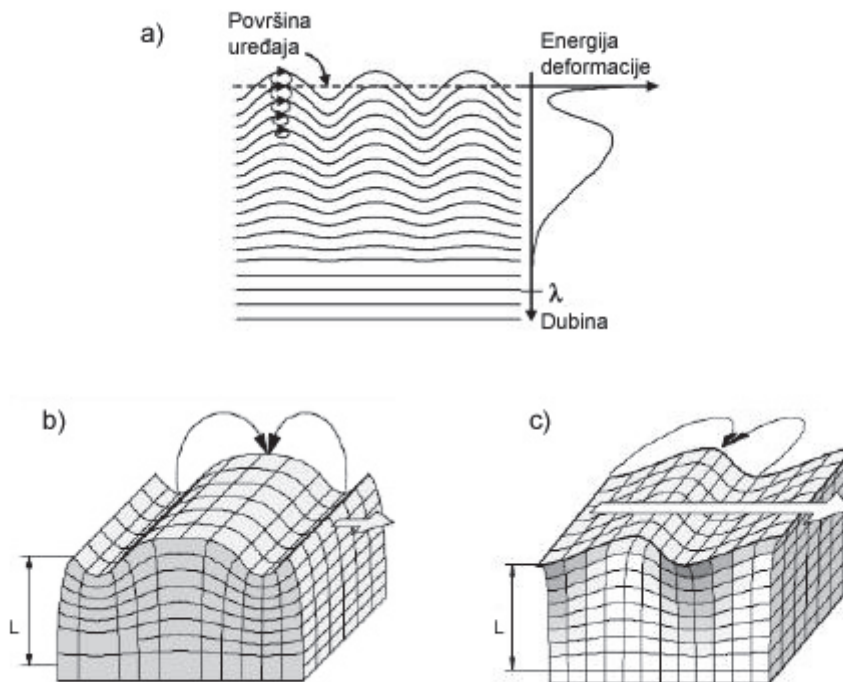 a)
Površina
uređaja
Energija
deformacije
λ
Dubina
b)
L
c)
L